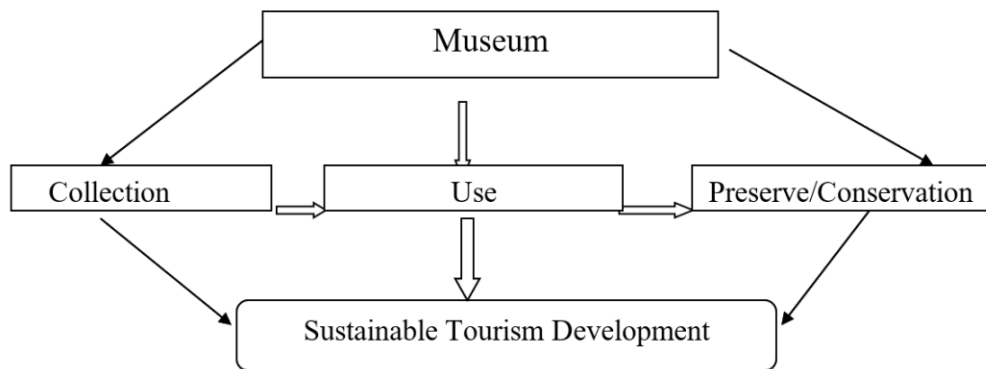 Museum
Collection
Use
Preserve/Conservation
Sustainable Tourism Development